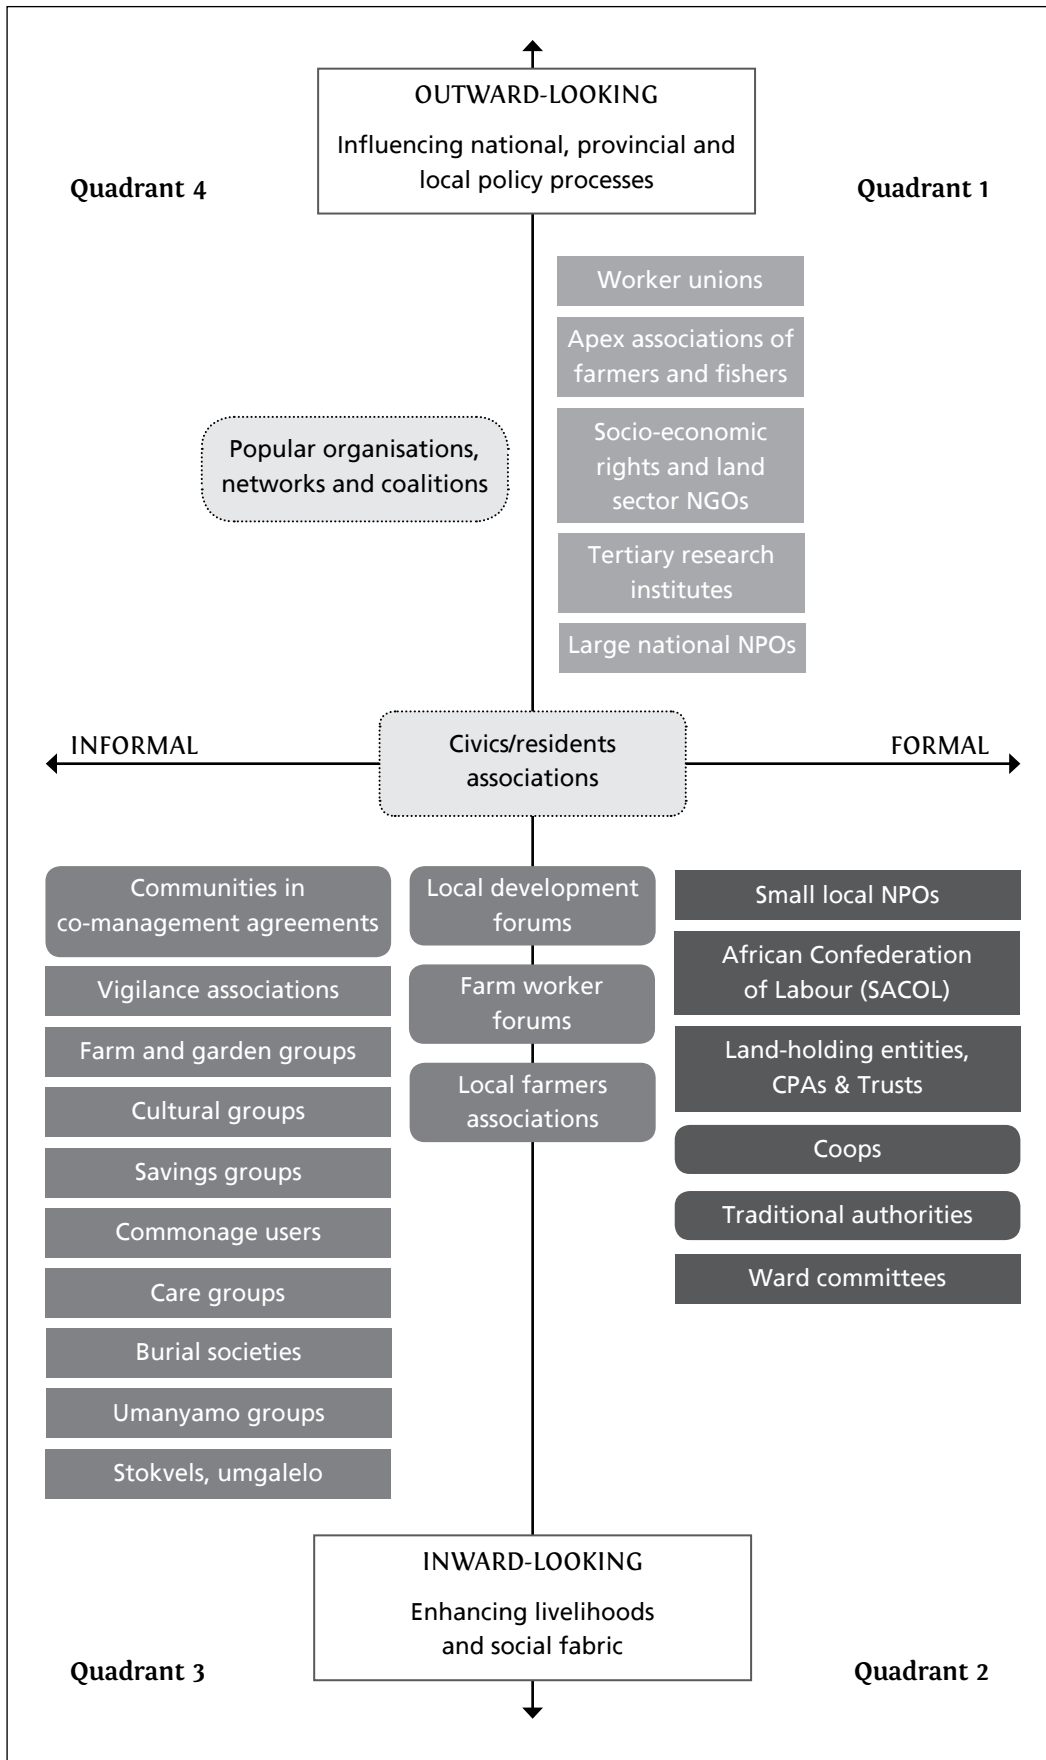 OUTWARD-LOOKING
Influencing national, provincial and
local policy processes
Quadrant 4
Quadrant 1
Worker unions
Apex associations of
farmers and fishers
Socio-economic
rights and land
sector NGOs
Popular organisations,
networks and coalitions
Tertiary research
institutes
Large national NPOs
INFORMAL
Civics/residents
associations
FORMAL
Communities in
co-management agreements
Vigilance associations
Farm and garden groups
Cultural groups
Savings groups
Commonage users
Care groups
Burial societies
Umanyamo groups
Stokvels, umgalelo
Local development
forums
Farm worker
forums
Local farmers
associations
Small local NPOs
African Confederation
of Labour (SACOL)
Land-holding entities,
CPAs & Trusts
Coops
Traditional authorities
Ward committees
INWARD-LOOKING
Enhancing livelihoods
and social fabric
Quadrant 3
Quadrant 2